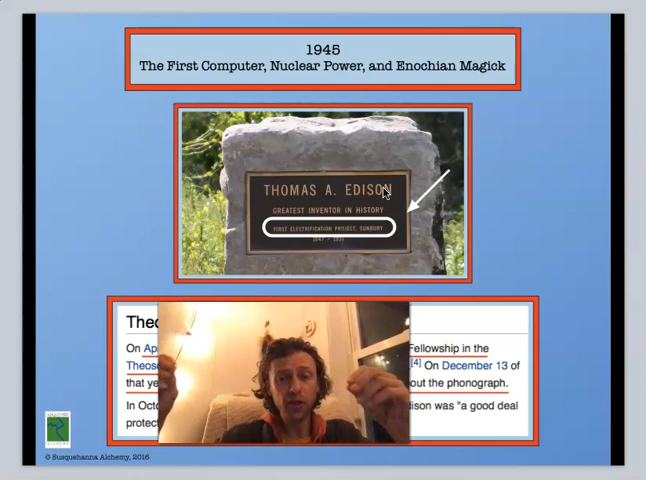 1945
The First Computer, Nuclear Power, and Enochian Magick
THOMAS A. EDISON
GREATEST INVENTOR IN HISTORY
FIRST ELECTRIFICATION PROJECT, SUNBURY
1847 - 1931
On Ap Fellowship in the
Theos [4] On December 13 of
that ye out the phonograph.
In Octo dison was "a good deal
protect
© Susquehanna Alchemy, 2016